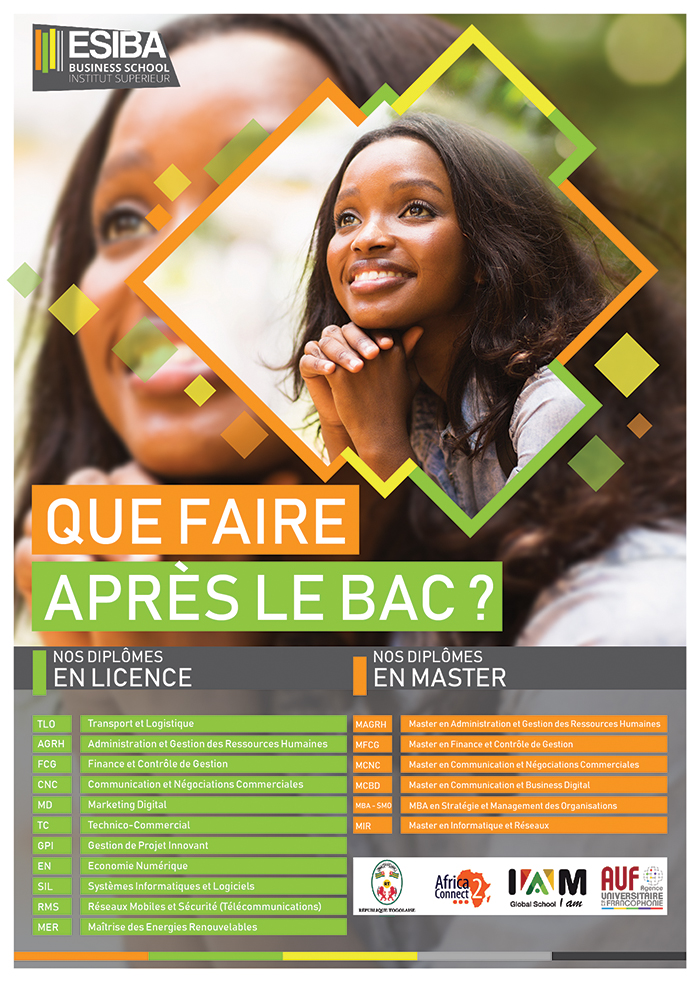 ESIBA
BUSINESS SCHOOL
INSTITUT SUPERIEUR
QUE FAIRE
APRÈS LE BAC ?
NOS DIPLÔMES
EN LICENCE
TLO Transport et Logistique
AGRH Administration et Gestion des Ressources Humaines
FCG Finance et Contrôle de Gestion
CNC Communication et Négociations Commerciales
MD Marketing Digital
TC Technico-Commercial
GPI Gestion de Projet Innovant
EN Economie Numérique
SIL Systèmes Informatiques et Logiciels
RMS Réseaux Mobiles et Sécurité (Télécommunications)
MER Maîtrise des Energies Renouvelables
NOS DIPLÔMES
EN MASTER
MAGRH Master en Administration et Gestion des Ressources Humaines
MFCG Master en Finance et Contrôle de Gestion
MCNC Master en Communication et Négociations Commerciales
MCBD Master en Communication et Business Digital
MBA - SMO MBA en Stratégie et Management des Organisations
MIR Master en Informatique et Réseaux
RÉPUBLIQUE TOGOLAISE
Africa
Connect 2
IAM
Global School I am
AUF Agence
UNIVERSITAIRE
DE LA FRANCOPHONIE